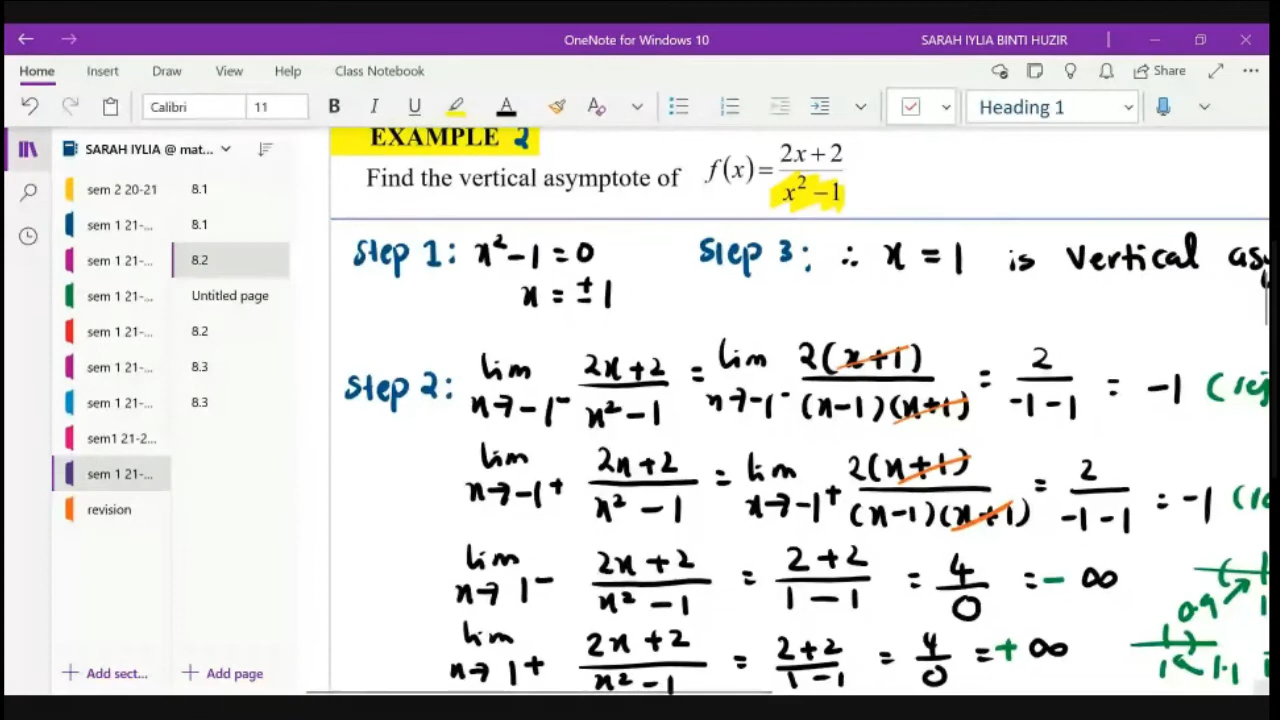 OneNote for Windows 10
SARAH IYLIA BINTI HUZIR
Home Insert Draw View Help Class Notebook
Share
Calibri 11 B I U A Heading 1
SARAH IYLIA @ mat...
sem 2 20-21
sem 1 21-...
sem 1 21-...
sem 1 21-...
sem 1 21-...
sem 1 21-...
sem 1 21-...
sem1 21-2...
sem 1 21-...
revision
Add sect...
8.1
8.1
8.2
Untitled page
8.2
8.3
8.3
Add page
EXAMPLE 2
Find the vertical asymptote of f(x) = (2x+2)/(x² − 1)
Step 1: x² − 1 = 0
x = ± 1
Step 3: ∴ x = 1 is vertical
Step 2: lim x→−1⁻ (2x+2)/(x²−1) = lim x→−1⁻ 2(x+1)/((x−1)(x+1)) = 2/(−1−1) = −1
lim x→−1⁺ (2x+2)/(x²−1) = lim x→−1⁺ 2(x+1)/((x−1)(x+1)) = 2/(−1−1) = −1
lim x→1⁻ (2x+2)/(x²−1) = (2+2)/(1−1) = 4/0 = − ∞
0.9 1
lim x→1⁺ (2x+2)/(x²−1) = (2+2)/(1−1) = 4/0 = + ∞
1 1.1